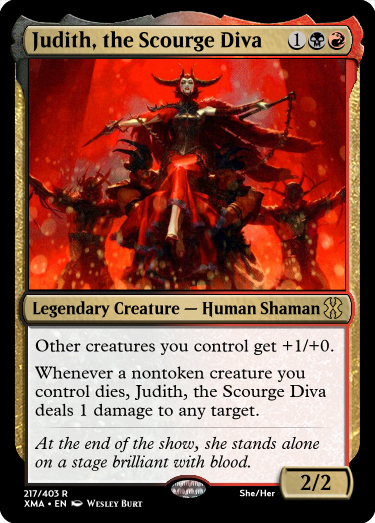 Judith, the Scourge Diva 1
Legendary Creature — Human Shaman
Other creatures you control get +1/+0.
Whenever a nontoken creature you
control dies, Judith, the Scourge Diva
deals 1 damage to any target.
At the end of the show, she stands alone
on a stage brilliant with blood.
2/2
217/403 R She/Her
XMA • EN Wesley Burt